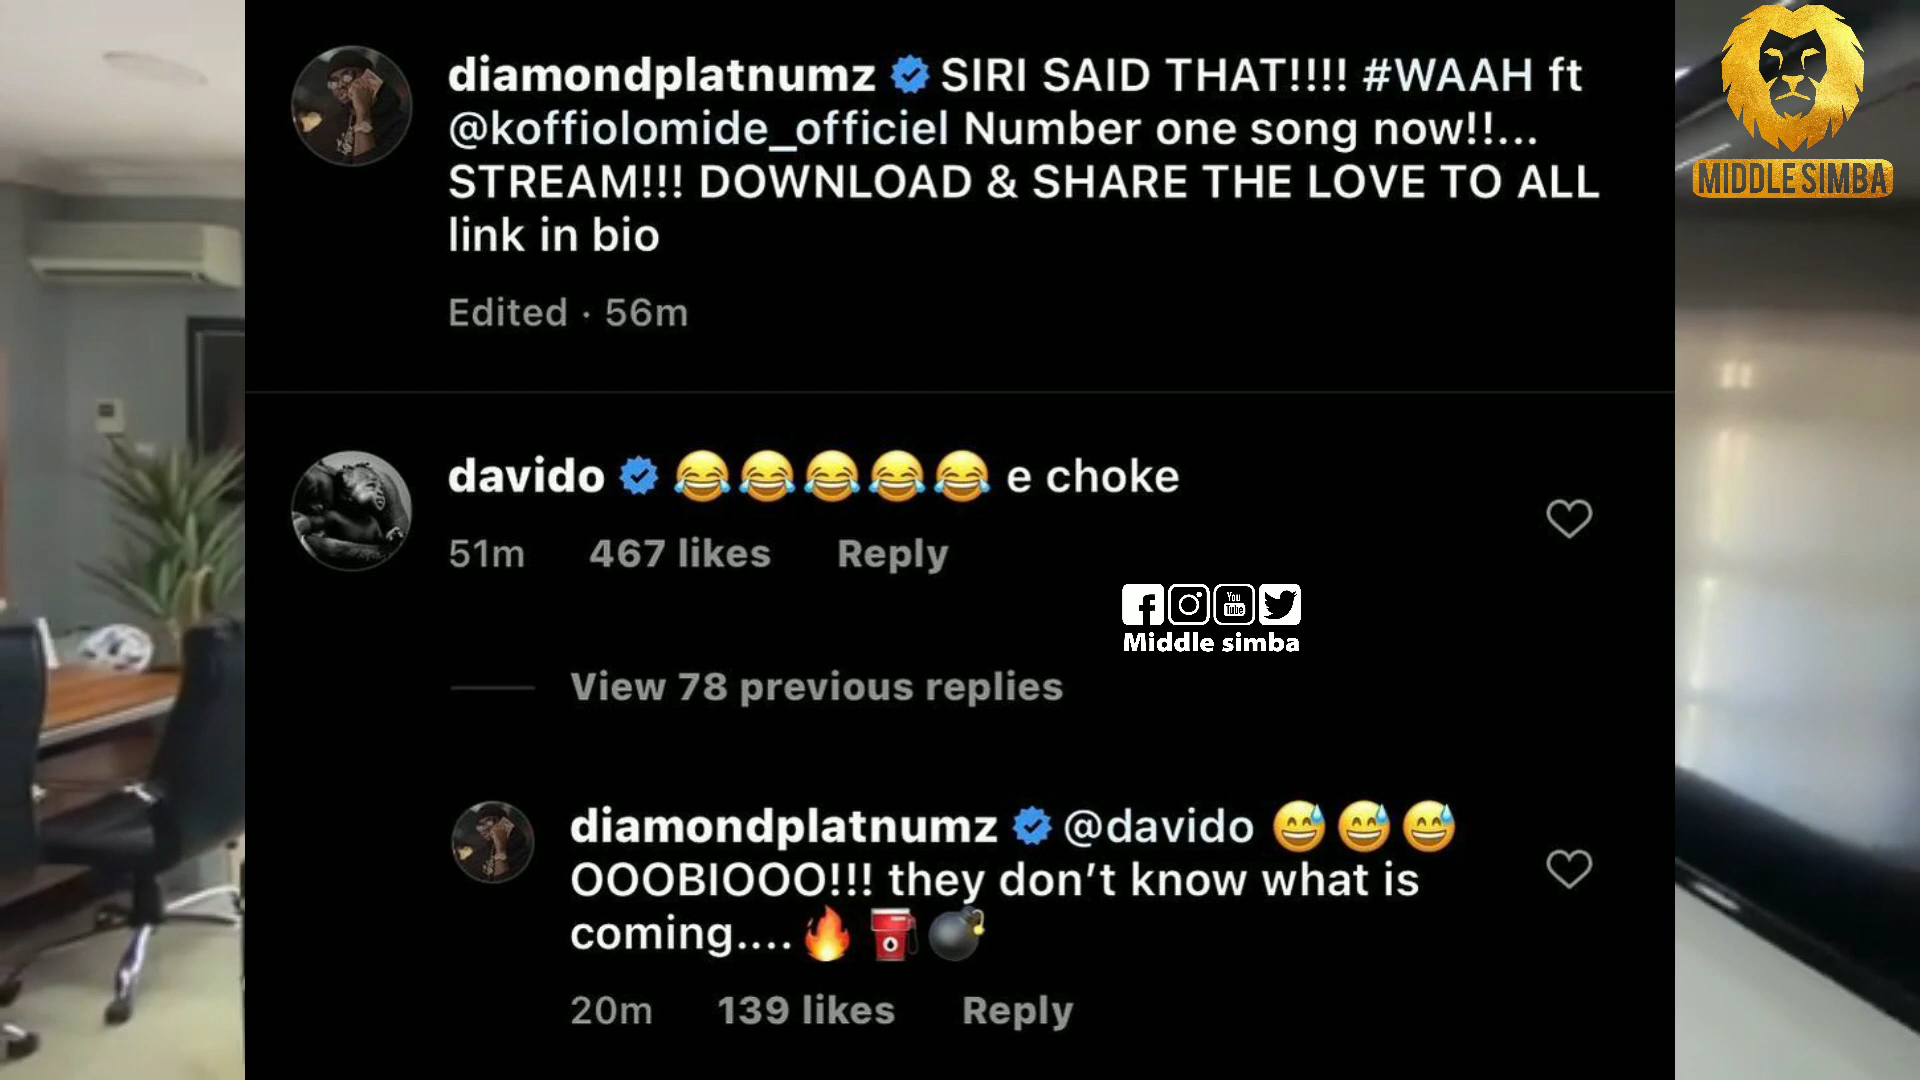 diamondplatnumz SIRI SAID THAT!!!! #WAAH ft
@koffiolomide_officiel Number one song now!!...
STREAM!!! DOWNLOAD & SHARE THE LOVE TO ALL
link in bio
Edited · 56m
MIDDLE SIMBA
davido 😂😂😂😂😂 e choke
51m 467 likes Reply
You Tube
Middle simba
View 78 previous replies
diamondplatnumz @davido 😅😅😅
OOOBIOOO!!! they don’t know what is
coming.... 🔥⛽💣
20m 139 likes Reply